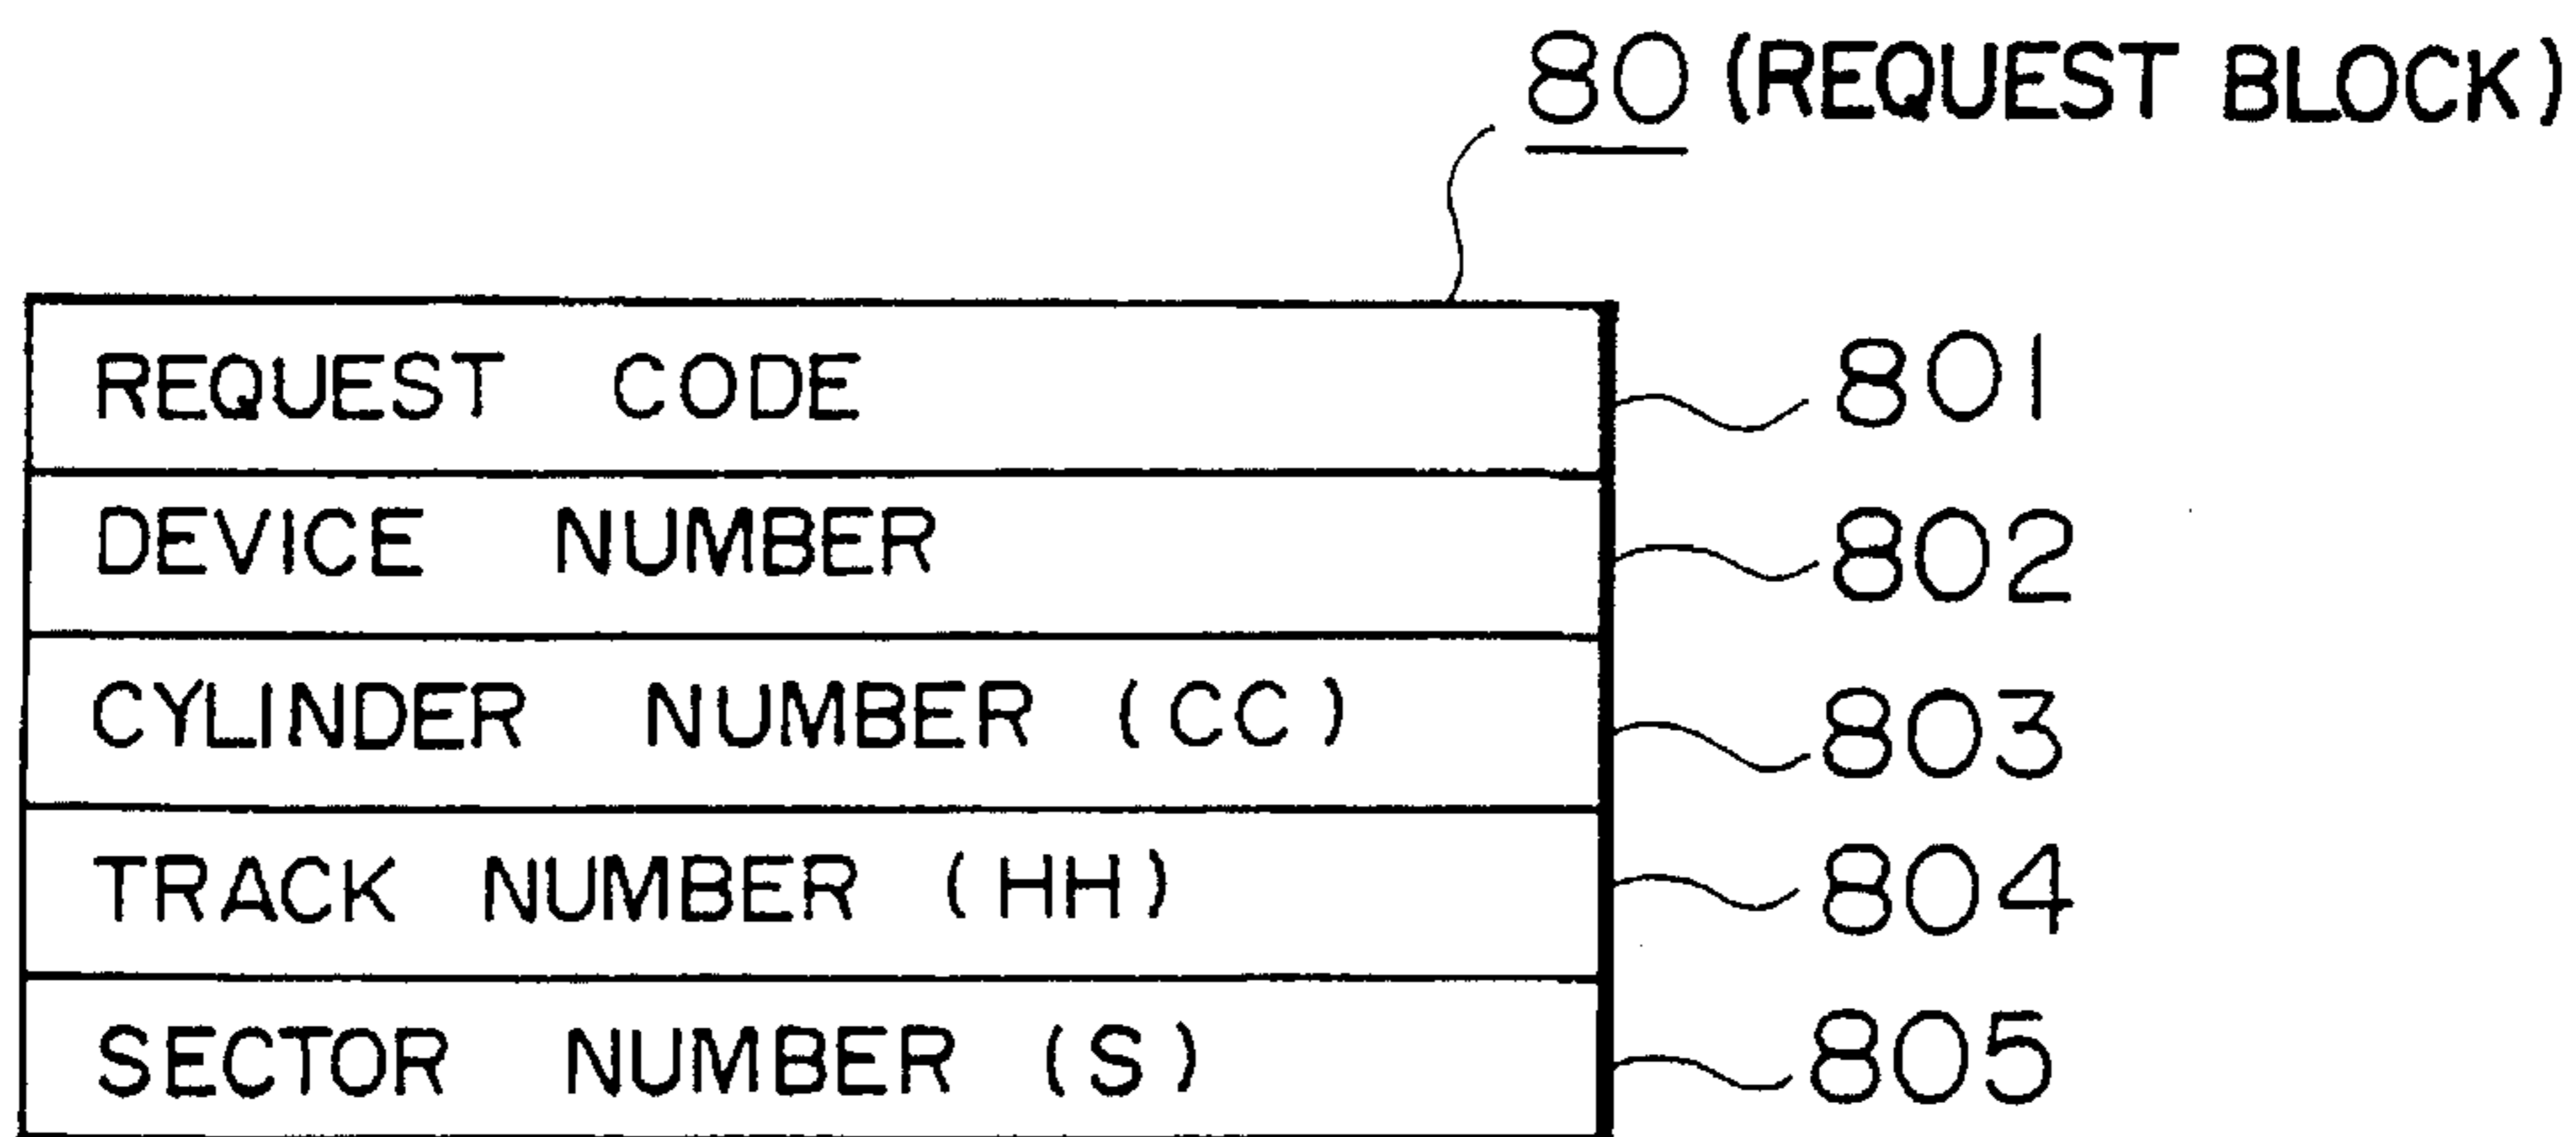 80 (REQUEST BLOCK)
REQUEST CODE 801
DEVICE NUMBER 802
CYLINDER NUMBER (CC) 803
TRACK NUMBER (HH) 804
SECTOR NUMBER (S) 805